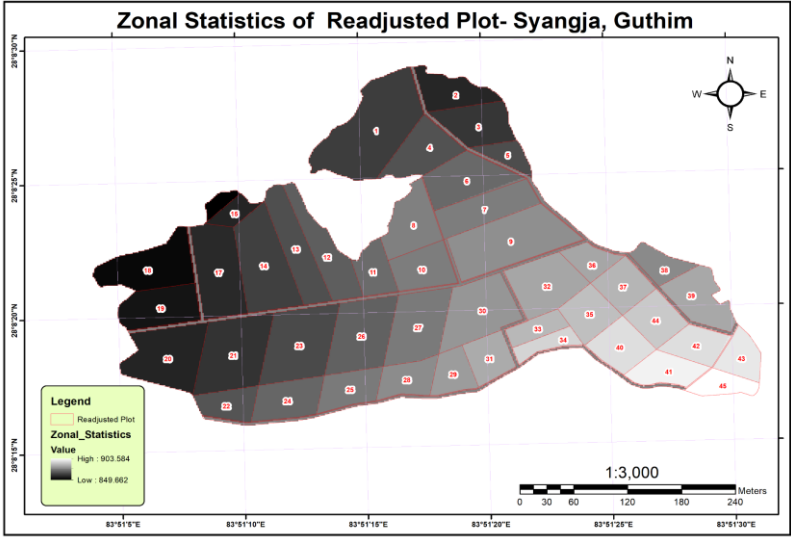 Zonal Statistics of Readjusted Plot- Syangja, Guthim
28°8'30"N
28°8'25"N
28°8'20"N
28°8'15"N
N
W E
S
1
2
3
4
5
6
7
8
9
10
11
12
13
14
15
17
18
19
20
21
22
23
24
25
26
27
28
29
30
31
32
33
34
35
36
37
38
39
40
41
42
43
44
45
Legend
Readjusted Plot
Zonal_Statistics
Value
High : 903.584
Low : 849.662
1:3,000
0 30 60 120 180 240 Meters
83°51'5"E 83°51'10"E 83°51'15"E 83°51'20"E 83°51'25"E 83°51'30"E